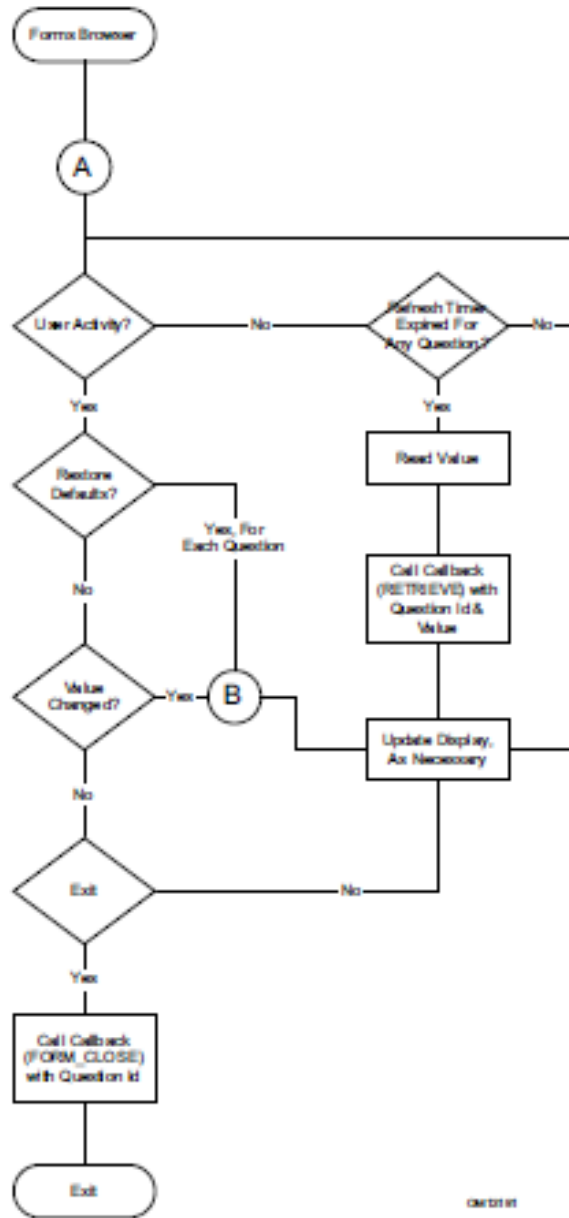 Forms Browser
A
User Activity?
No
Refresh Timer
Expired For
Any Question?
No
Yes
Yes
Restore
Defaults?
Read Value
Yes, For
Each Question
Call Callback
(RETRIEVE) with
Question Id &
Value
No
Value
Changed?
Yes
B
Update Display,
As Necessary
No
Exit
No
Yes
Call Callback
(FORM_CLOSE)
with Question Id
Exit